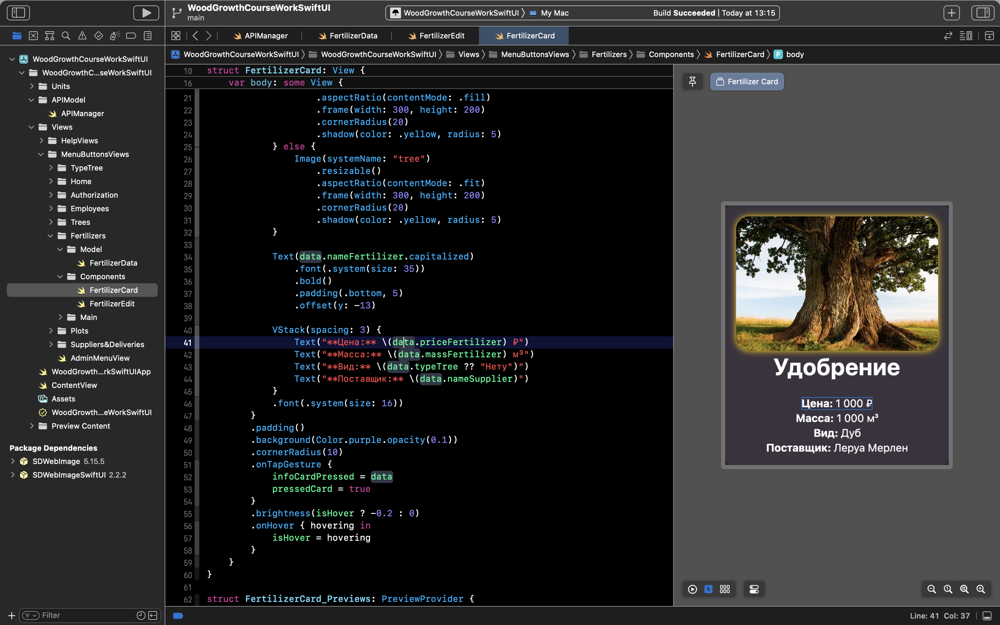 WoodGrowthCourseWorkSwiftUI
main
WoodGrowthCourseWorkSwiftUI 〉 My Mac
Build Succeeded | Today at 13:15
APIManager
FertilizerData
FertilizerEdit
FertilizerCard
WoodGrowthCourseWorkSwiftUI 〉 WoodGrowthCourseWorkSwiftUI 〉 Views 〉 MenuButtonsViews 〉 Fertilizers 〉 Components 〉 FertilizerCard 〉 P body
WoodGrowthCourseWorkSwiftUI
WoodGrowthC...seWorkSwiftUI
Units
APIModel
APIManager
Views
HelpViews
MenuButtonsViews
TypeTree
Home
Authorization
Employees
Trees
Fertilizers
Model
FertilizerData
Components
FertilizerCard
FertilizerEdit
Main
Plots
Suppliers&Deliveries
AdminMenuView
WoodGrowth...rkSwiftUIApp
ContentView
Assets
WoodGrowth...eWorkSwiftUI
Preview Content
Package Dependencies
SDWebImage 5.15.5
SDWebImageSwiftUI 2.2.2
Filter
10 struct FertilizerCard: View {
16 var body: some View {
21 .aspectRatio(contentMode: .fill)
22 .frame(width: 300, height: 200)
23 .cornerRadius(20)
24 .shadow(color: .yellow, radius: 5)
25 } else {
26 Image(systemName: "tree")
27 .resizable()
28 .aspectRatio(contentMode: .fit)
29 .frame(width: 300, height: 200)
30 .cornerRadius(20)
31 .shadow(color: .yellow, radius: 5)
32 }
33
34 Text(data.nameFertilizer.capitalized)
35 .font(.system(size: 35))
36 .bold()
37 .padding(.bottom, 5)
38 .offset(y: -13)
39
40 VStack(spacing: 3) {
41 Text("**Цена:** \(data.priceFertilizer) ₽")
42 Text("**Масса:** \(data.massFertilizer) м³")
43 Text("**Вид:** \(data.typeTree ?? "Нету")")
44 Text("**Поставщик:** \(data.nameSupplier)")
45 }
46 .font(.system(size: 16))
47 }
48 .padding()
49 .background(Color.purple.opacity(0.1))
50 .cornerRadius(10)
51 .onTapGesture {
52 infoCardPressed = data
53 pressedCard = true
54 }
55 .brightness(isHover ? -0.2 : 0)
56 .onHover { hovering in
57 isHover = hovering
58 }
59 }
60 }
61
62 struct FertilizerCard_Previews: PreviewProvider {
Fertilizer Card
Удобрение
Цена: 1 000 ₽
Масса: 1 000 м³
Вид: Дуб
Поставщик: Леруа Мерлен
Line: 41 Col: 37